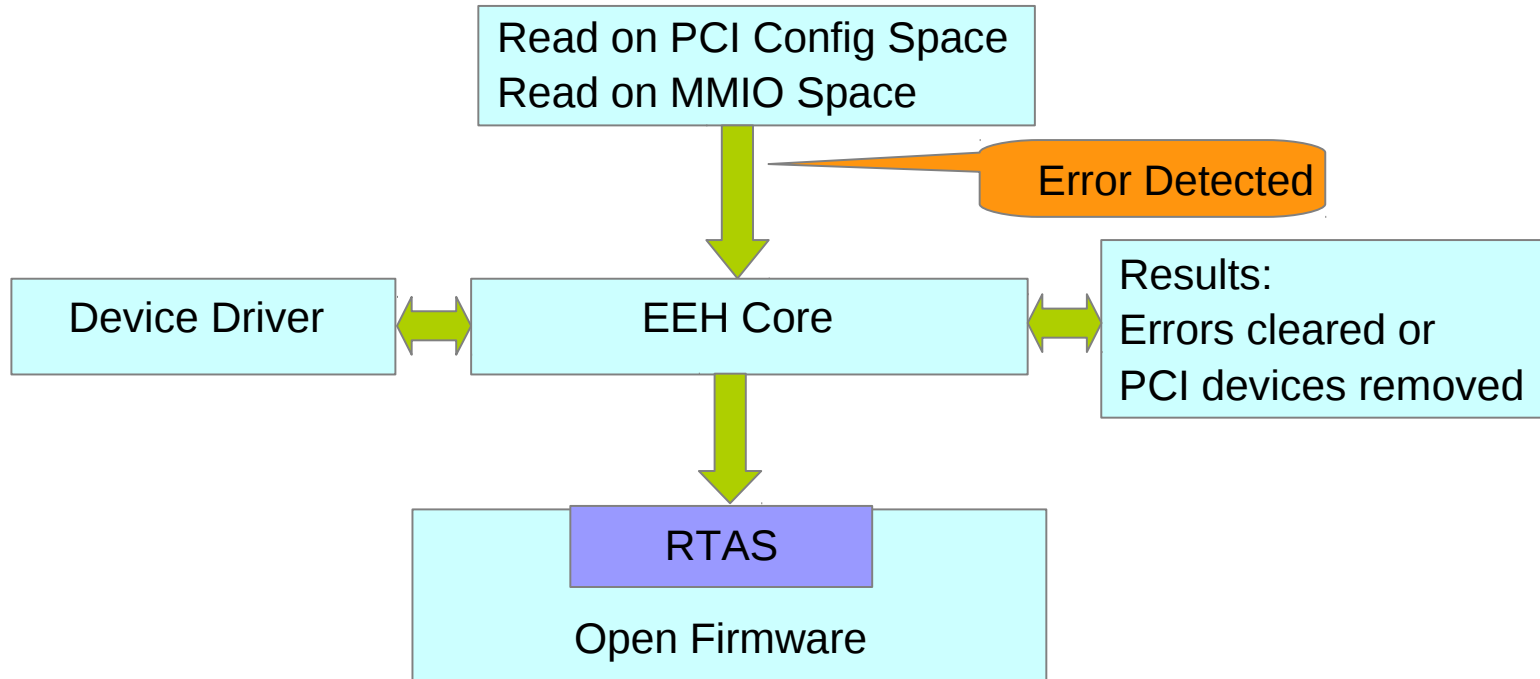 Read on PCI Config Space
Read on MMIO Space
Error Detected
Device Driver
EEH Core
Results:
Errors cleared or
PCI devices removed
RTAS
Open Firmware